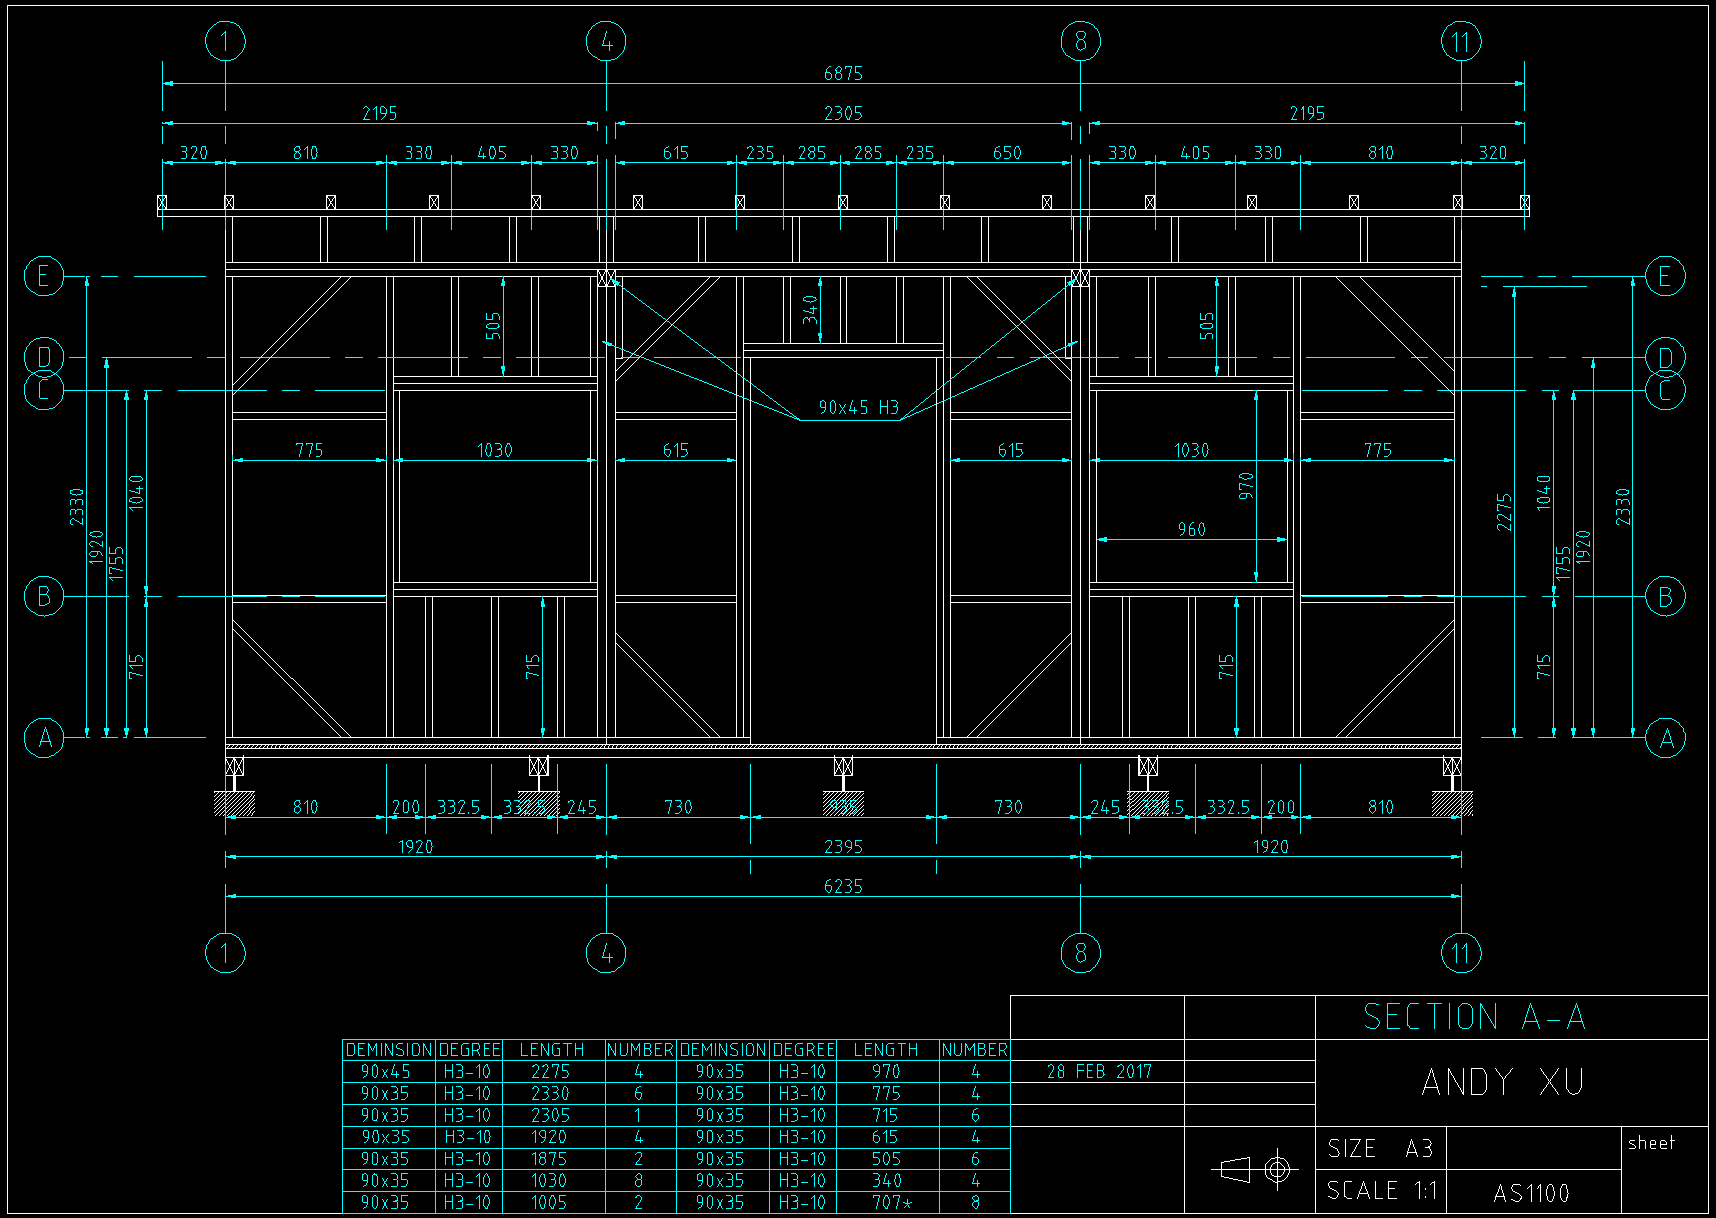 1 4 8 11
6875
2195 2305 2195
320 810 330 405 330 615 235 285 285 235 650 330 405 330 810 320
E E
505 340 505
D D
C C
90x45 H3
775 1030 615 615 1030 775
2330 1920 1755 1040 970 2275 1040 1755 1920 2330
960
B B
715 715 715 715
A A
810 200 332.5 332.5 245 730 935 730 245 332.5 332.5 200 810
1920 2395 1920
6235
1 4 8 11
SECTION A-A
DEMINSION DEGREE LENGTH NUMBER DEMINSION DEGREE LENGTH NUMBER
90x45 H3-10 2275 4 90x35 H3-10 970 4
90x35 H3-10 2330 6 90x35 H3-10 775 4
90x35 H3-10 2305 1 90x35 H3-10 715 6
90x35 H3-10 1920 4 90x35 H3-10 615 4
90x35 H3-10 1875 2 90x35 H3-10 505 6
90x35 H3-10 1030 8 90x35 H3-10 340 4
90x35 H3-10 1005 2 90x35 H3-10 707* 8
28 FEB 2017
ANDY XU
SIZE A3
sheet
SCALE 1:1
AS1100